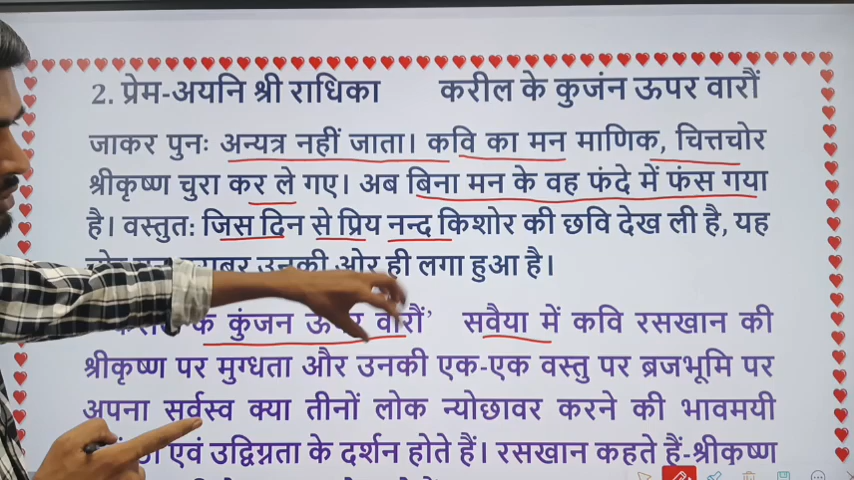 2. प्रेम-अयनि श्री राधिका करील के कुजंन ऊपर वारौं
जाकर पुनः अन्यत्र नहीं जाता। कवि का मन माणिक, चित्तचोर
श्रीकृष्ण चुरा कर ले गए। अब बिना मन के वह फंदे में फंस गया
है। वस्तुतः जिस दिन से प्रिय नन्द किशोर की छवि देख ली है, यह
उनकी ओर ही लगा हुआ है।
के कुंजन ऊपर वारौं’ सवैया में कवि रसखान की
श्रीकृष्ण पर मुग्धता और उनकी एक-एक वस्तु पर ब्रजभूमि पर
अपना सर्वस्व क्या तीनों लोक न्योछावर करने की भावमयी
एवं उद्विग्नता के दर्शन होते हैं। रसखान कहते हैं-श्रीकृष्ण